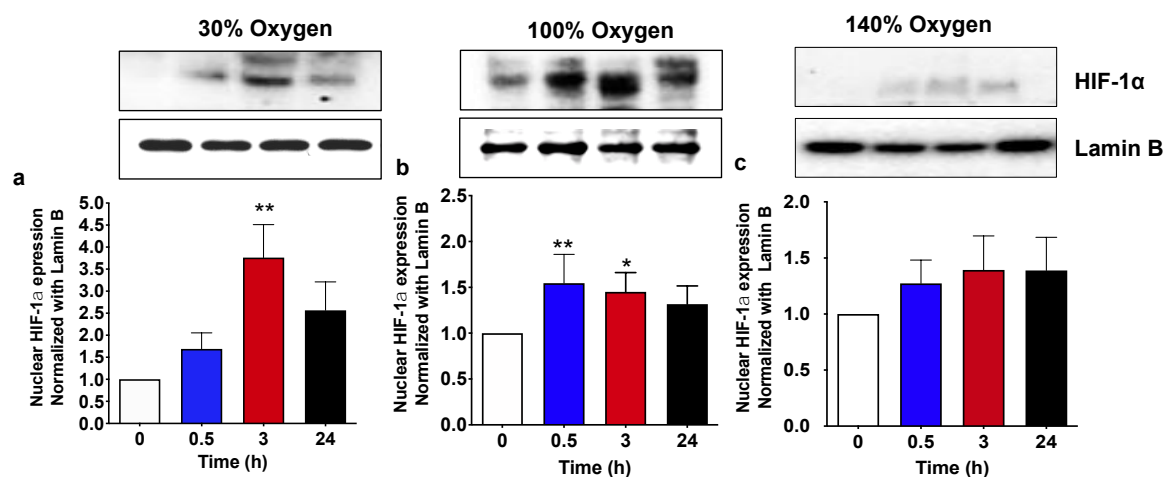 30% Oxygen
100% Oxygen
140% Oxygen
HIF-1α
Lamin B
a
Nuclear HIF-1a epression
Normalized with Lamin B
5.0
4.5
4.0
3.5
3.0
2.5
2.0
1.5
1.0
0.5
0.0
**
0 0.5 3 24
Time (h)
b
Nuclear HIF-1a expression
Normalized with Lamin B
2.5
2.0
1.5
1.0
0.5
0.0
**
*
0 0.5 3 24
Time (h)
c
Nuclear HIF-1a expression
Normalized with Lamin B
2.0
1.5
1.0
0.5
0.0
0 0.5 3 24
Time (h)